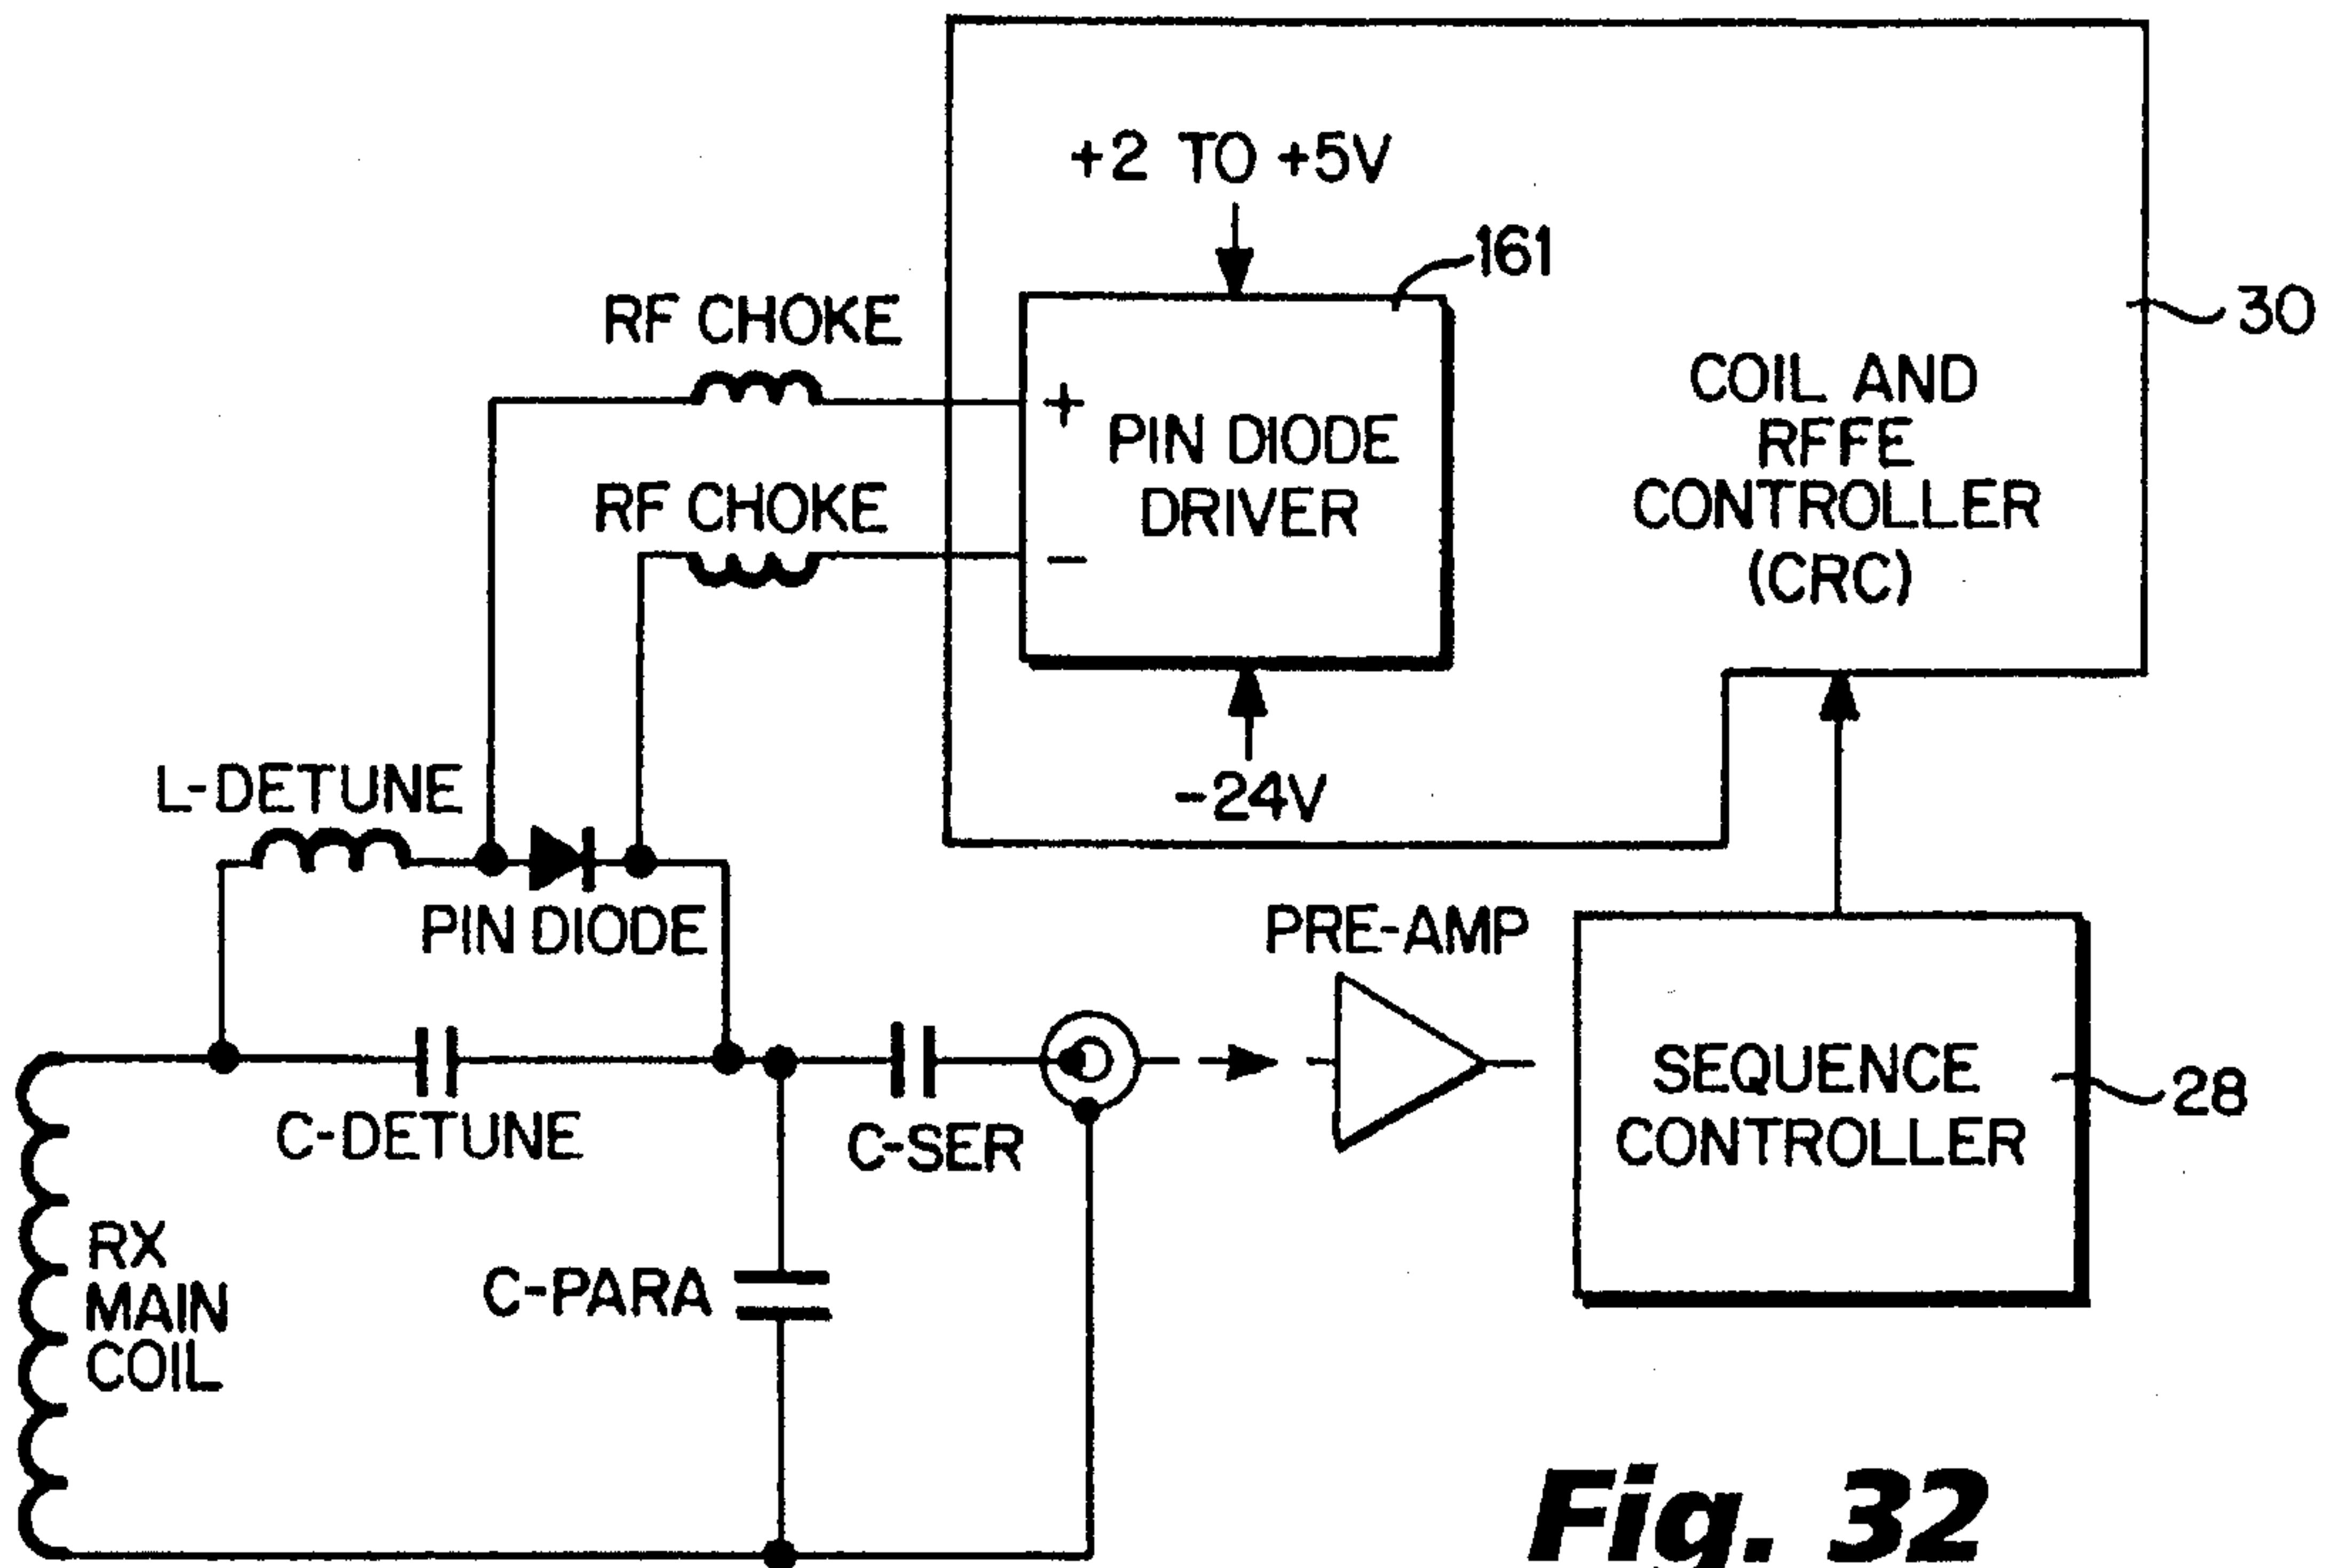 +2 TO +5V
161
RF CHOKE
30
+
PIN DIODE
DRIVER
COIL AND
RFFE
CONTROLLER
(CRC)
RF CHOKE
−
-24V
L-DETUNE
PIN DIODE
PRE-AMP
SEQUENCE
CONTROLLER
28
C-DETUNE
C-SER
RX
MAIN
COIL
C-PARA
Fig. 32